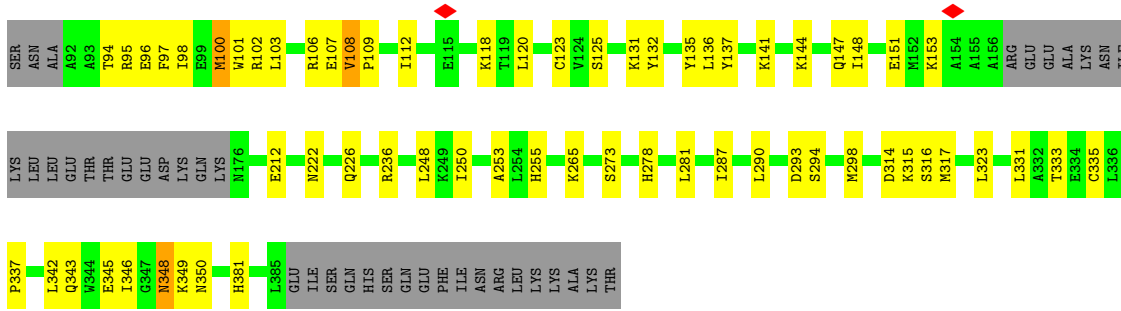 SER ASN ALA A92 A93 T94 R95 E96 F97 I98 E99 M100 W101 R102 L103 R106 E107 V108 P109 I112 E115 K118 T119 L120 C123 V124 S125 K131 Y132 Y135 L136 Y137 K141 K144 Q147 I148 E151 M152 K153 A154 A155 A156 ARG GLU GLU ALA LYS ASN
LYS LEU LEU GLU THR THR GLU GLU ASP LYS GLN LYS N176 E212 N222 Q226 R236 L248 K249 I250 A253 L254 H255 K265 S273 H278 L281 I287 L290 D293 S294 M298 D314 K315 S316 M317 L323 L331 A332 T333 E334 C335 L336
P337 L342 Q343 W344 E345 I346 G347 N348 K349 N350 H381 L385 GLU ILE SER GLN HIS SER GLN GLU PHE ILE ASN ARG LEU LYS LYS ALA LYS THR